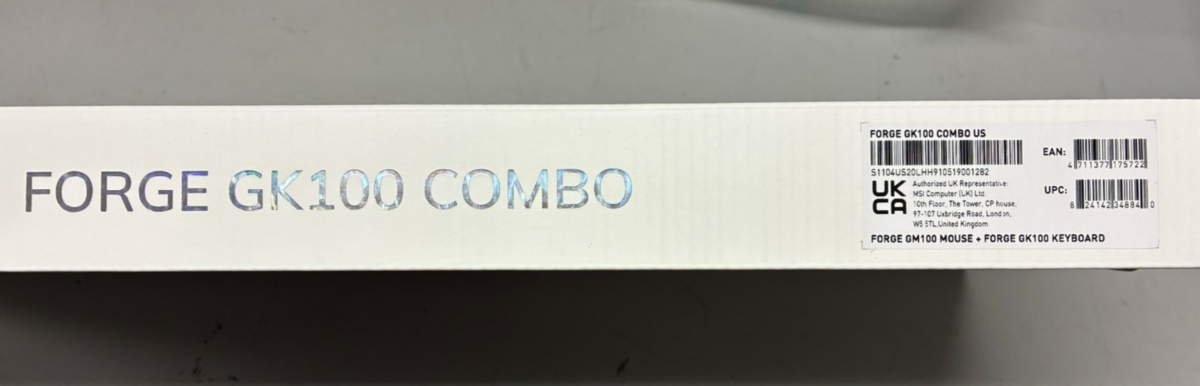 FORGE GK100 COMBO
FORGE GK100 COMBO US
S1104US20LHH910519001282
UK
CA
Authorized UK Representative:
MSI Computer (UK) Ltd.
10th Floor, The Tower, CP house,
97-107 Uxbridge Road, London,
W5 5TL,United Kingdom
EAN:
4 711377 175722
UPC:
8 24142 34884 0
FORGE GM100 MOUSE + FORGE GK100 KEYBOARD